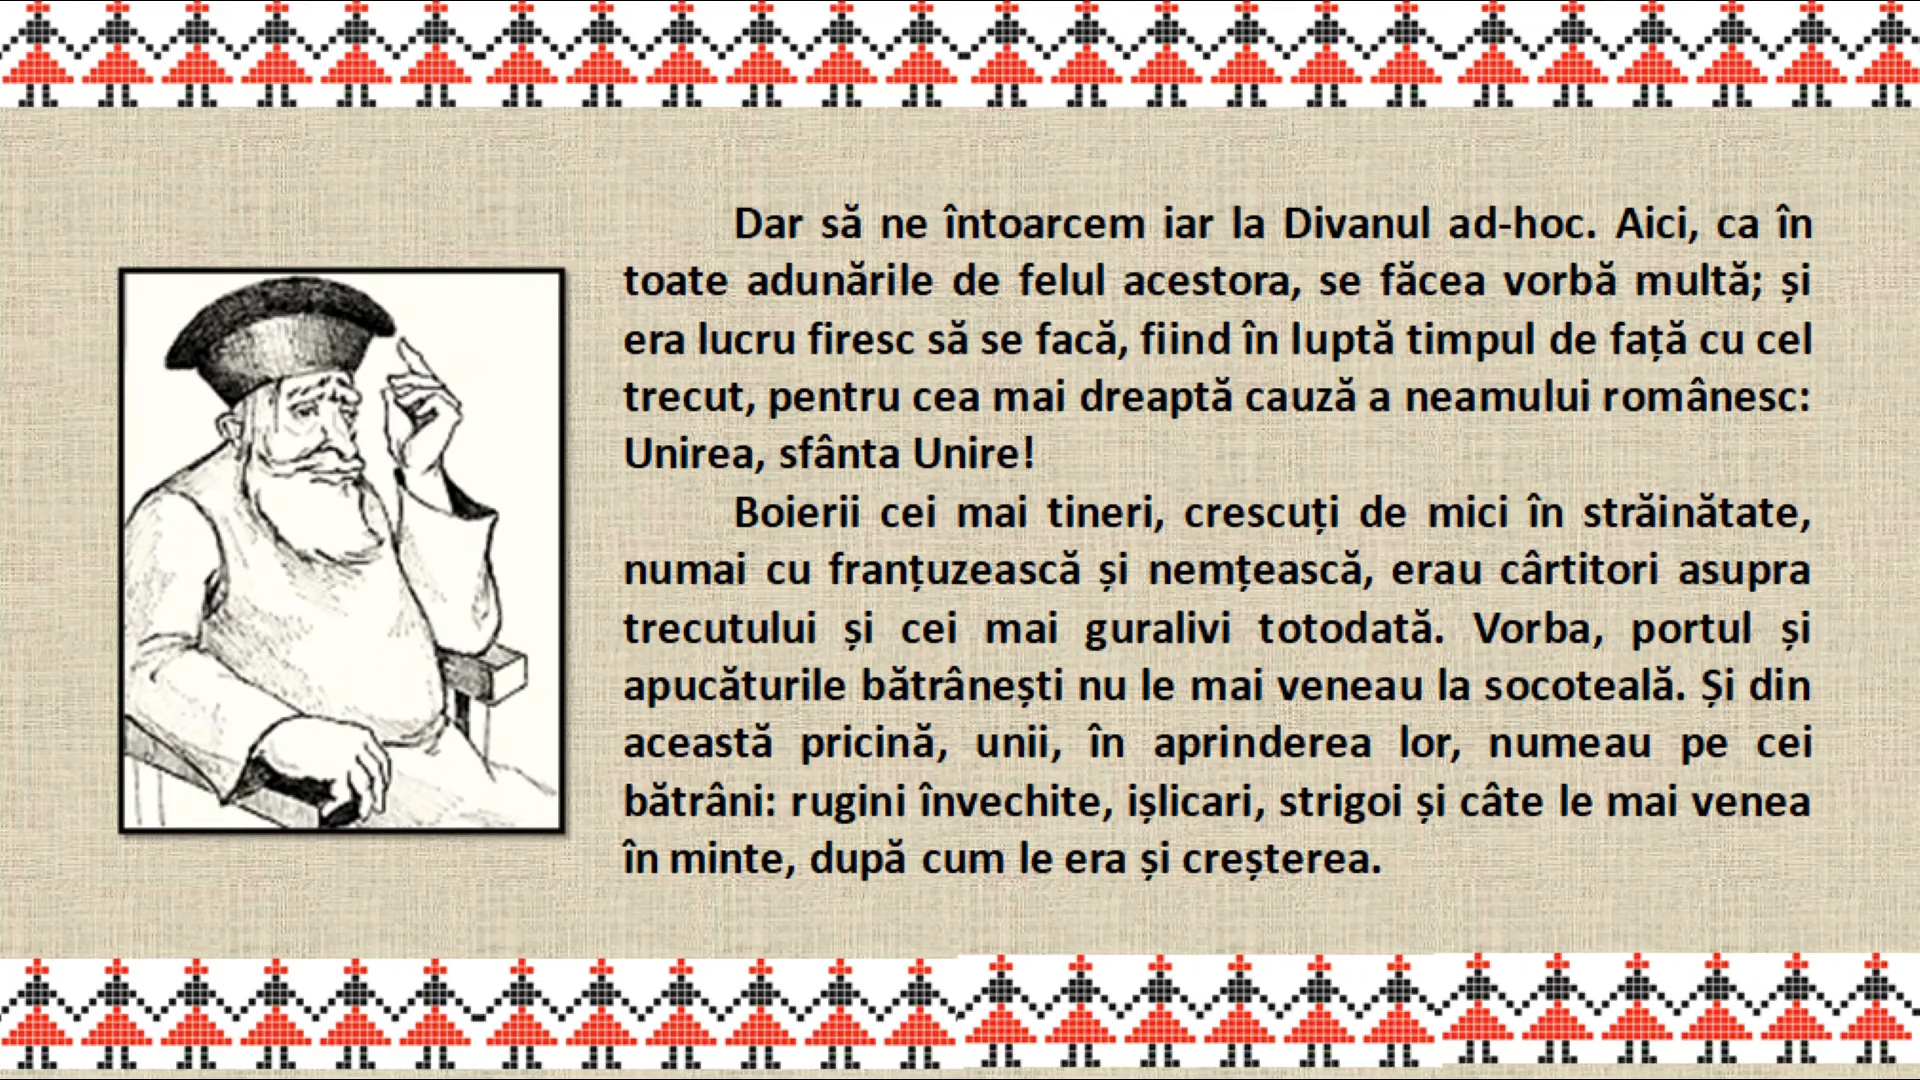 Dar să ne întoarcem iar la Divanul ad-hoc. Aici, ca în
toate adunările de felul acestora, se făcea vorbă multă; și
era lucru firesc să se facă, fiind în luptă timpul de față cu cel
trecut, pentru cea mai dreaptă cauză a neamului românesc:
Unirea, sfânta Unire!
Boierii cei mai tineri, crescuți de mici în străinătate,
numai cu franțuzească și nemțească, erau cârtitori asupra
trecutului și cei mai guralivi totodată. Vorba, portul și
apucăturile bătrânești nu le mai veneau la socoteală. Și din
această pricină, unii, în aprinderea lor, numeau pe cei
bătrâni: rugini învechite, ișlicari, strigoi și câte le mai venea
în minte, după cum le era și creșterea.